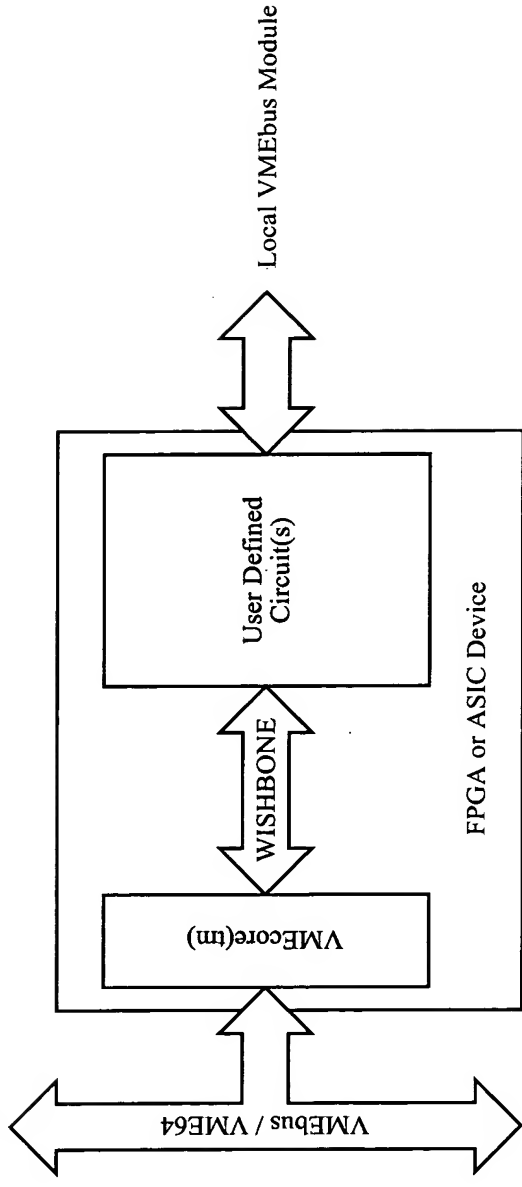 VMEbus / VME64
VMEcore(tm)
WISHBONE
User Defined
Circuit(s)
FPGA or ASIC Device
Local VMEbus Module